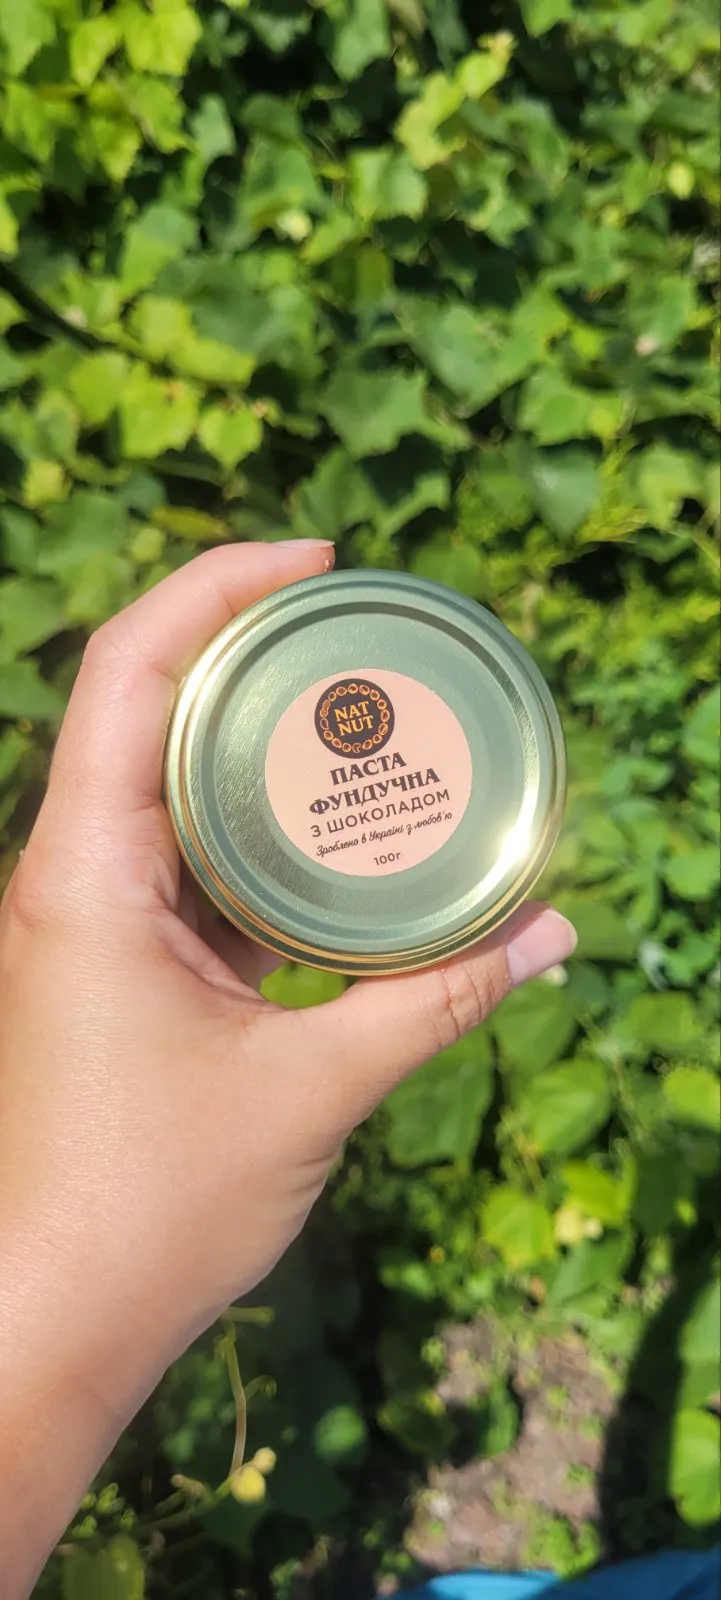 NAT
NUT
ПАСТА
ФУНДУЧНА
З ШОКОЛАДОМ
Зроблено в Україні з любов'ю
100г